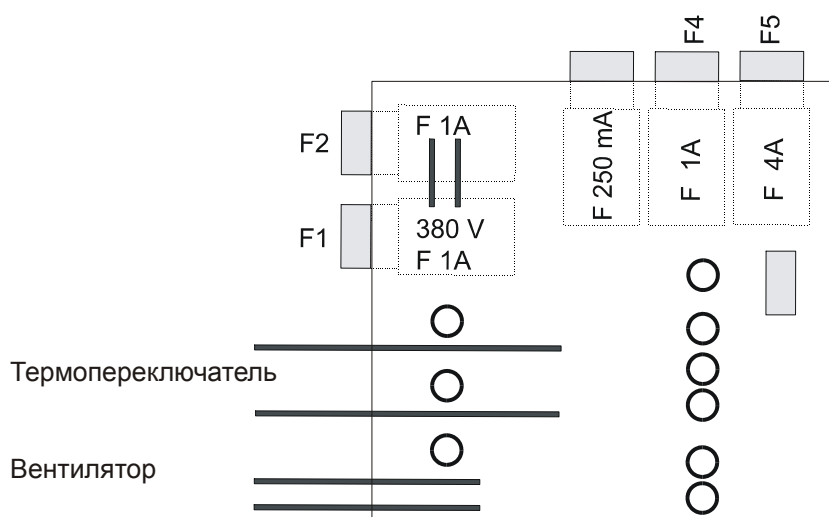 F4
F5
F2
F 1A
F 250 mA
F 1A
F 4A
F1
380 V
F 1A
Термопереключатель
Вентилятор